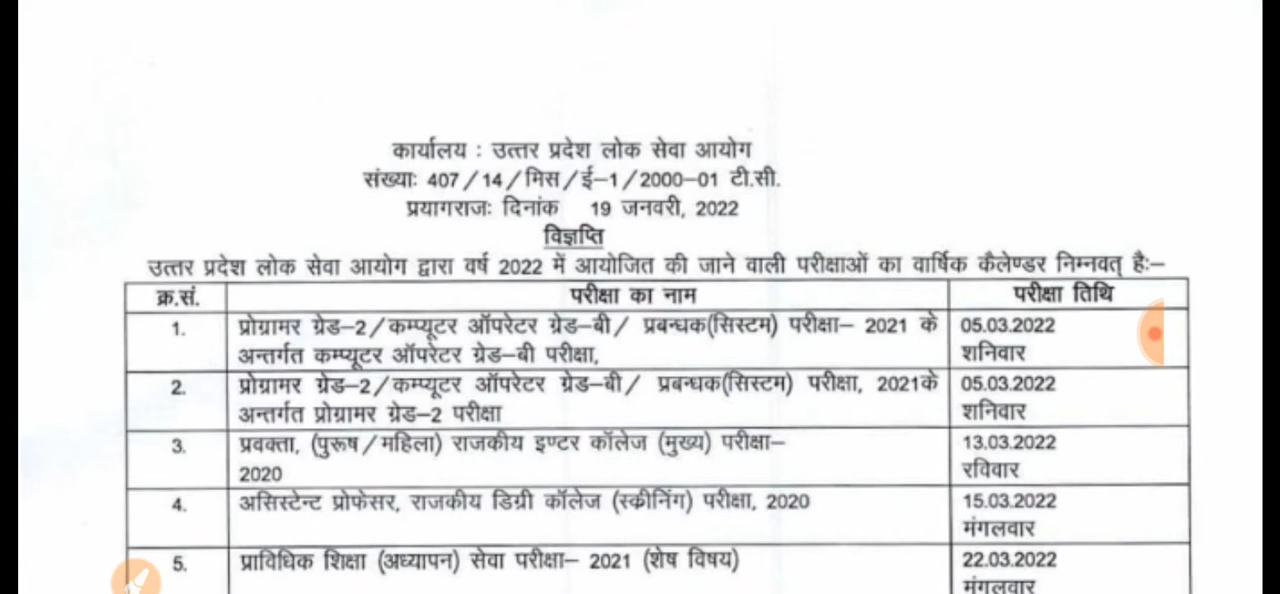 कार्यालय : उत्तर प्रदेश लोक सेवा आयोग
संख्याः 407/14/मिस/ई–1/2000–01 टी.सी.
प्रयागराजः दिनांक 19 जनवरी, 2022
विज्ञप्ति
उत्तर प्रदेश लोक सेवा आयोग द्वारा वर्ष 2022 में आयोजित की जाने वाली परीक्षाओं का वार्षिक कैलेण्डर निम्नवत् हैः–
क्र.सं. परीक्षा का नाम परीक्षा तिथि
1. प्रोग्रामर ग्रेड–2/कम्प्यूटर ऑपरेटर ग्रेड–बी/ प्रबन्धक(सिस्टम) परीक्षा– 2021 के 05.03.2022
अन्तर्गत कम्प्यूटर ऑपरेटर ग्रेड–बी परीक्षा, शनिवार
2. प्रोग्रामर ग्रेड–2/कम्प्यूटर ऑपरेटर ग्रेड–बी/ प्रबन्धक(सिस्टम) परीक्षा, 2021के 05.03.2022
अन्तर्गत प्रोग्रामर ग्रेड–2 परीक्षा शनिवार
3. प्रवक्ता, (पुरूष/महिला) राजकीय इण्टर कॉलेज (मुख्य) परीक्षा– 13.03.2022
2020 रविवार
4. असिस्टेन्ट प्रोफेसर, राजकीय डिग्री कॉलेज (स्क्रीनिंग) परीक्षा, 2020 15.03.2022
मंगलवार
5. प्राविधिक शिक्षा (अध्यापन) सेवा परीक्षा– 2021 (शेष विषय) 22.03.2022
मंगलवार